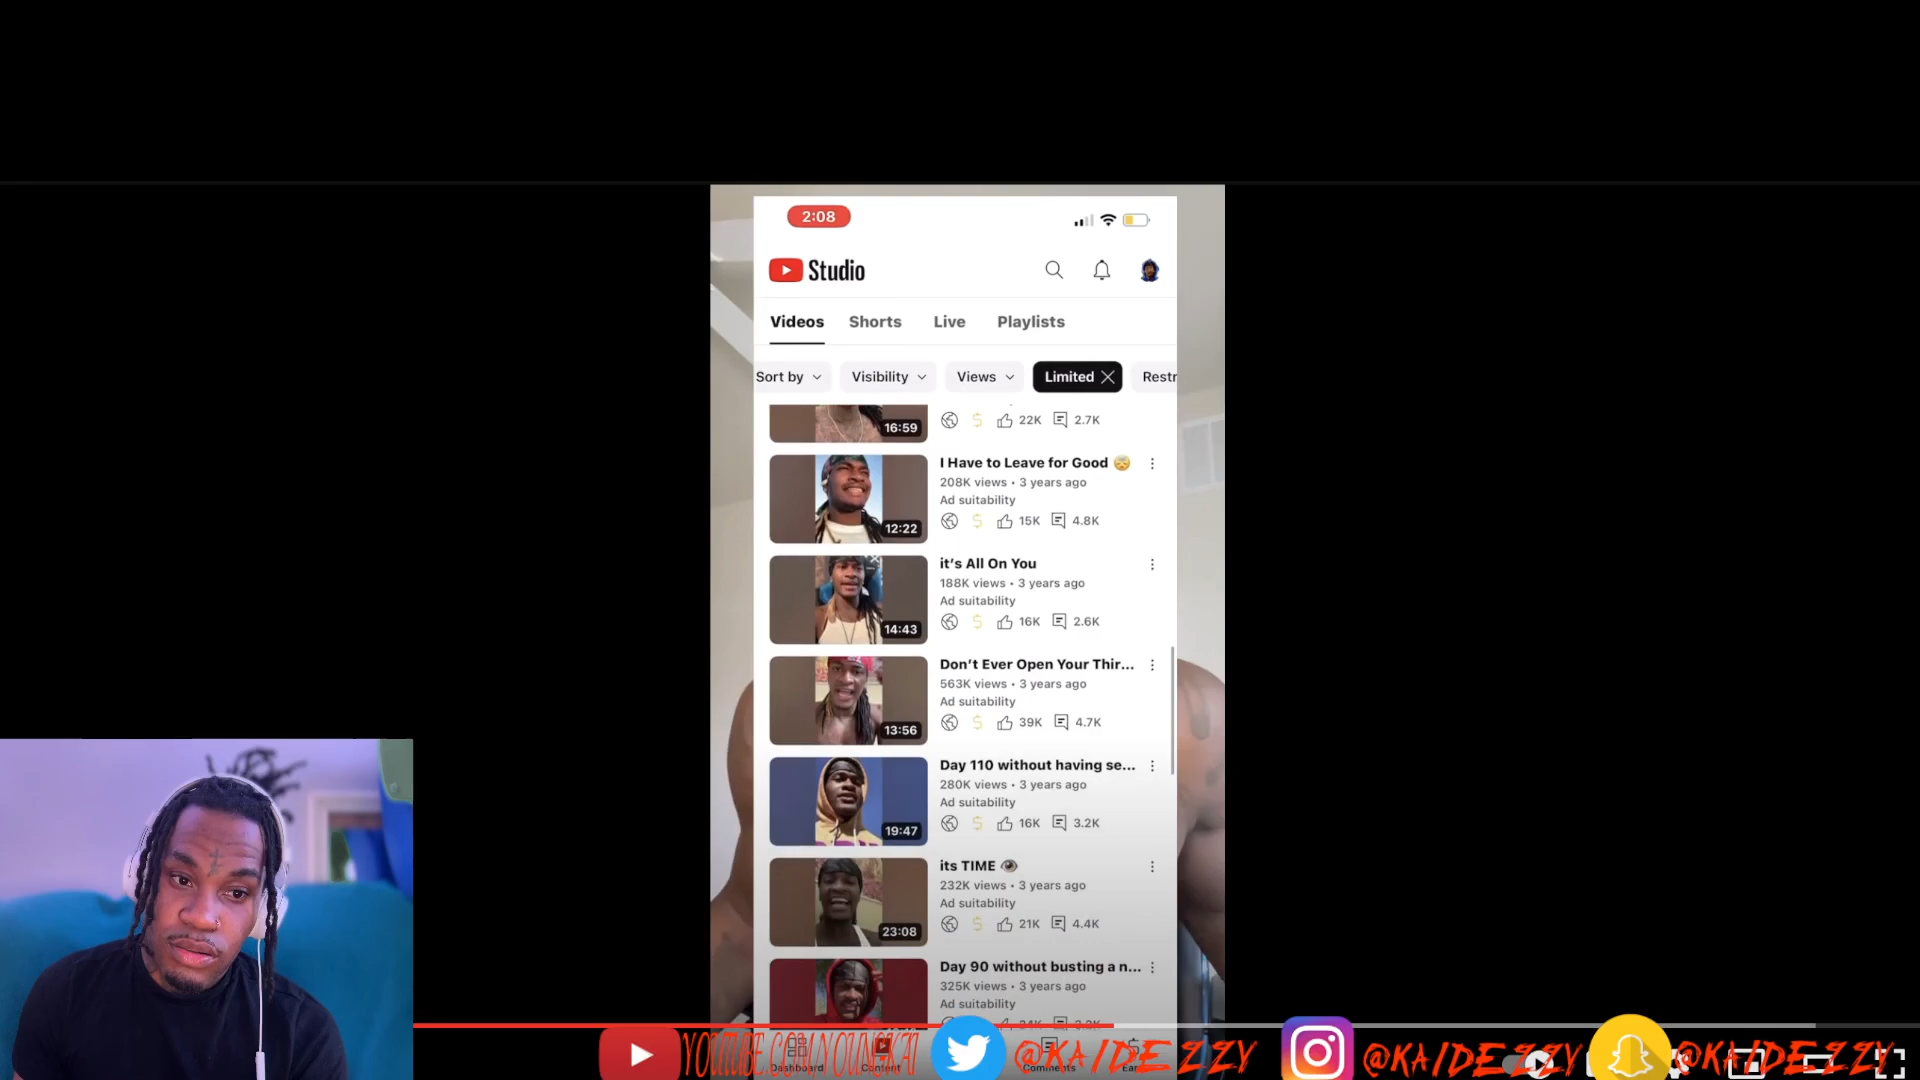 2:08
Studio
Videos Shorts Live Playlists
Sort by Visibility Views Limited Restr
16:59
22K 2.7K
I Have to Leave for Good 🤯
208K views • 3 years ago
Ad suitability
12:22
15K 4.8K
it's All On You
188K views • 3 years ago
Ad suitability
14:43
16K 2.6K
Don't Ever Open Your Thir...
563K views • 3 years ago
Ad suitability
13:56
39K 4.7K
Day 110 without having se...
280K views • 3 years ago
Ad suitability
19:47
16K 3.2K
its TIME 👁
232K views • 3 years ago
Ad suitability
23:08
21K 4.4K
Day 90 without busting a n...
325K views • 3 years ago
Ad suitability
Dashboard Content Comments
@KAIDEZZY @KAIDEZZY @KAIDEZZY